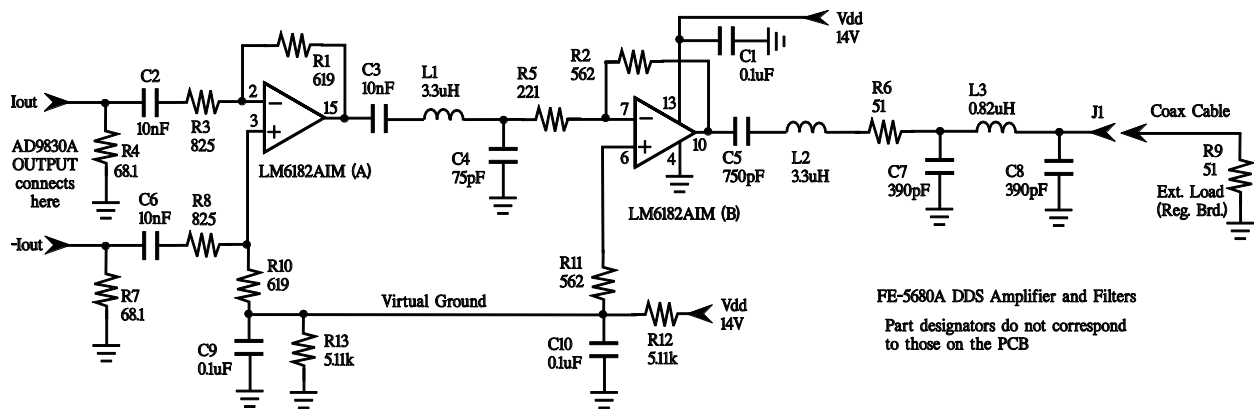 Vdd
14V
R1
619
R2
562
C1
0.1uF
C2
10nF
C3
10nF
L1
3.3uH
R5
221
R6
51
L3
0.82uH
J1
Coax Cable
Iout
R3
825
2
3
15
7
6
13
10
4
AD9830A
OUTPUT
connects
here
R4
68.1
LM6182AIM (A)
C4
75pF
C5
750pF
L2
3.3uH
C7
390pF
C8
390pF
R9
51
Ext. Load
(Reg. Brd.)
C6
10nF
R8
825
LM6182AIM (B)
-Iout
R7
68.1
R10
619
R11
562
Virtual Ground
Vdd
14V
R12
5.11k
C9
0.1uF
R13
5.11k
C10
0.1uF
FE-5680A DDS Amplifier and Filters
Part designators do not correspond
to those on the PCB